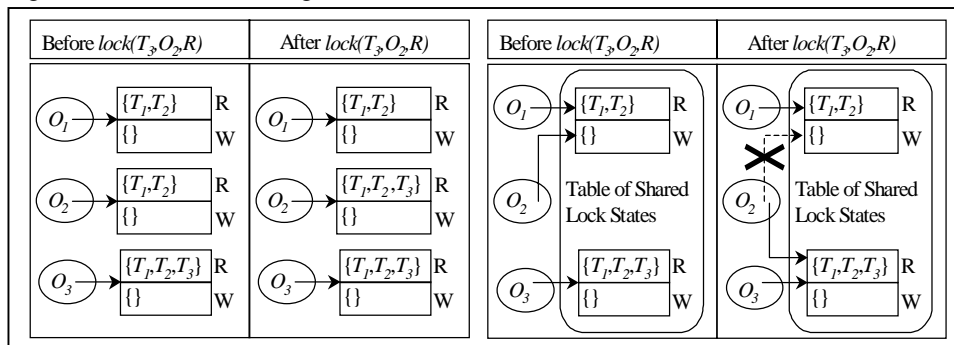 Before lock(T3,O2,R)
After lock(T3,O2,R)
O1
{T1,T2}
R
{}
W
O1
{T1,T2}
R
{}
W
O2
{T1,T2}
R
{}
W
O2
{T1,T2,T3}
R
{}
W
O3
{T1,T2,T3}
R
{}
W
O3
{T1,T2,T3}
R
{}
W
Before lock(T3,O2,R)
After lock(T3,O2,R)
O1
{T1,T2}
R
{}
W
O2
Table of Shared
Lock States
O3
{T1,T2,T3}
R
{}
W
O1
{T1,T2}
R
{}
W
O2
Table of Shared
Lock States
O3
{T1,T2,T3}
R
{}
W